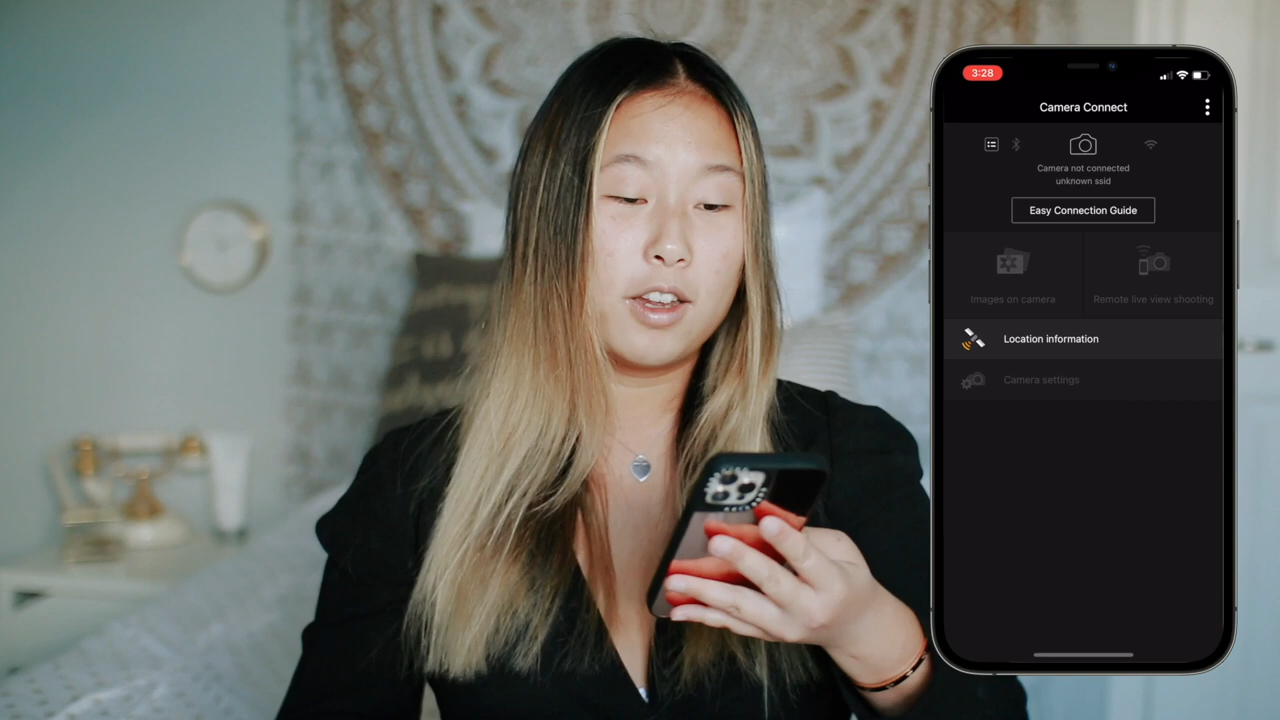 3:28
Camera Connect
Camera not connected
unknown ssid
Easy Connection Guide
Images on camera
Remote live view shooting
Location information
Camera settings